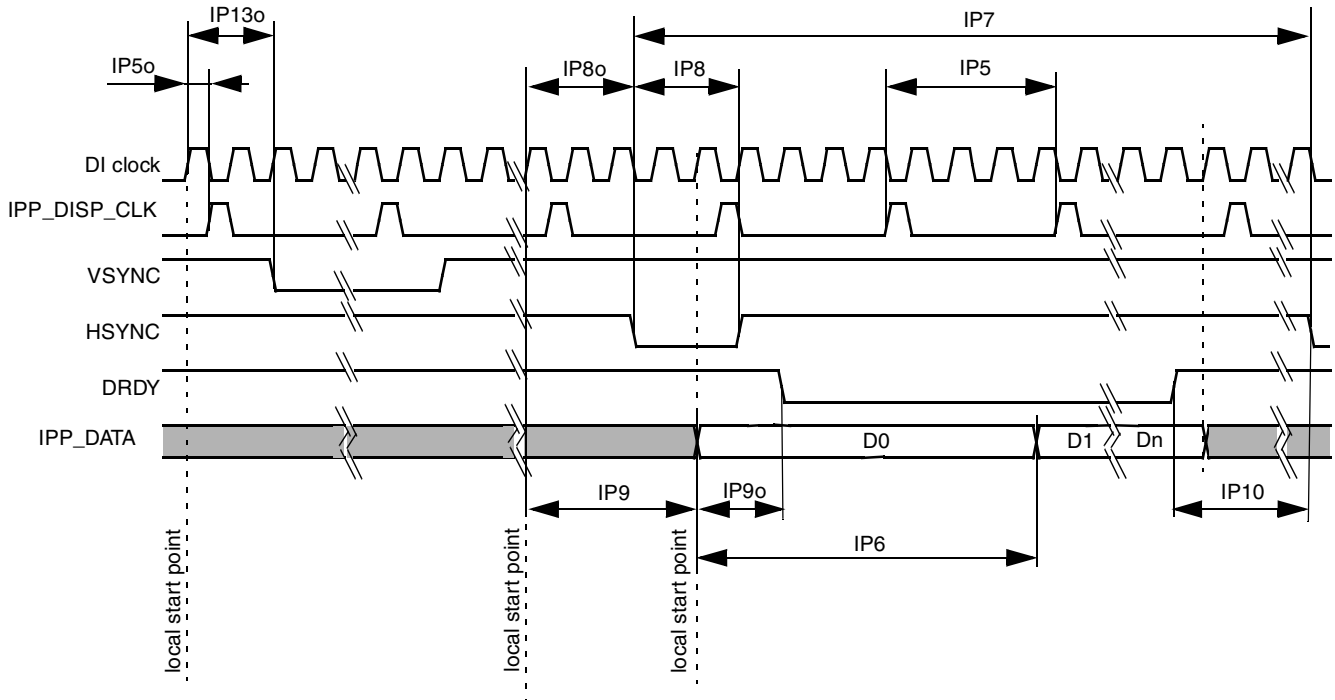 IP13o
IP7
IP5o
IP8o
IP8
IP5
DI clock
IPP_DISP_CLK
VSYNC
HSYNC
DRDY
IPP_DATA
D0
D1
Dn
IP9
IP9o
IP10
IP6
local start point
local start point
local start point